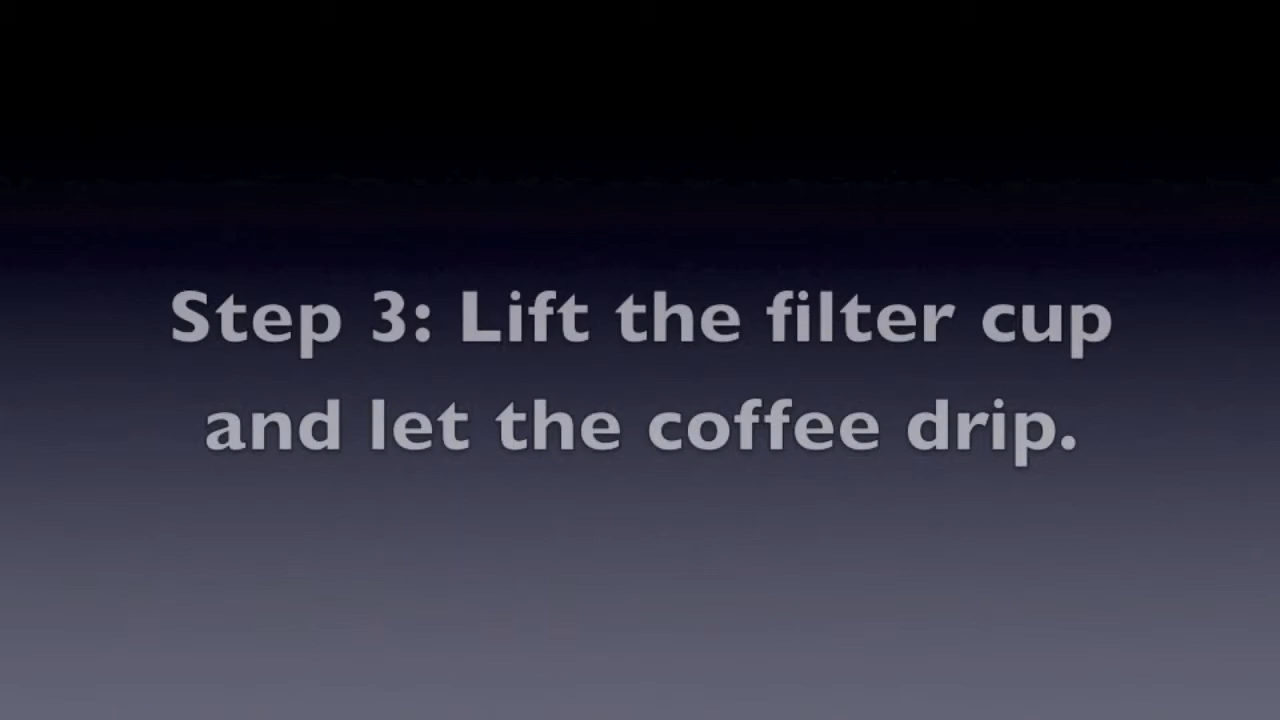 Step 3: Lift the filter cup
and let the coffee drip.